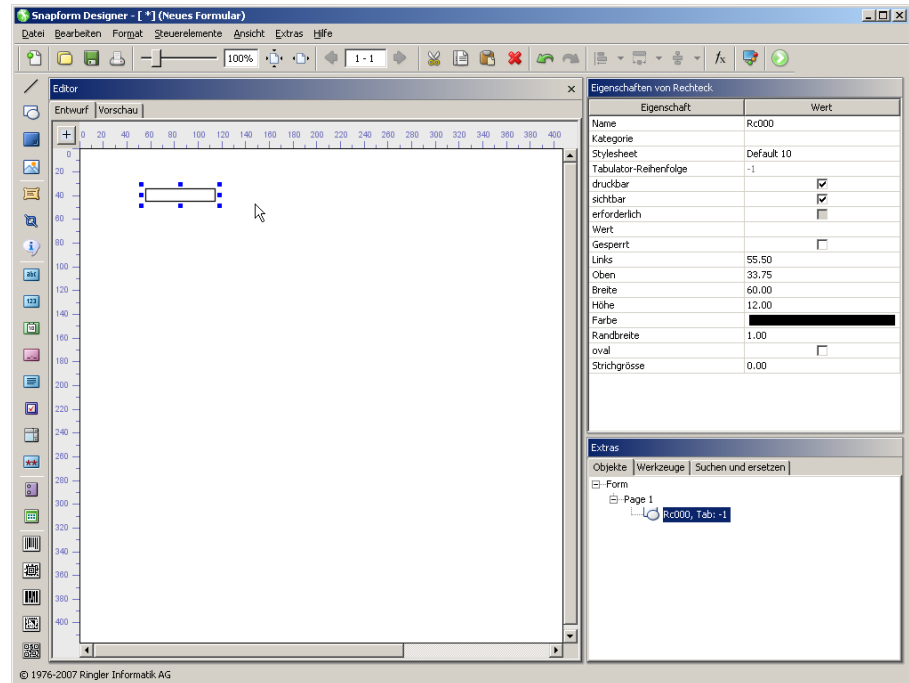 Snapform Designer - [ *] (Neues Formular)
Datei Bearbeiten Format Steuerelemente Ansicht Extras Hilfe
100% 1 - 1 fx
Editor
Entwurf Vorschau
0 20 40 60 80 100 120 140 160 180 200 220 240 260 280 300 320 340 360 380 400
0
20
40
60
80
100
120
140
160
180
200
220
240
260
280
300
320
340
360
380
400
abc
123
Eigenschaften von Rechteck
Eigenschaft Wert
Name Rc000
Kategorie
Stylesheet Default 10
Tabulator-Reihenfolge -1
druckbar
sichtbar
erforderlich
Wert
Gesperrt
Links 55.50
Oben 33.75
Breite 60.00
Höhe 12.00
Farbe
Randbreite 1.00
oval
Strichgrösse 0.00
Extras
Objekte Werkzeuge Suchen und ersetzen
Form
Page 1
Rc000, Tab: -1
© 1976-2007 Ringler Informatik AG